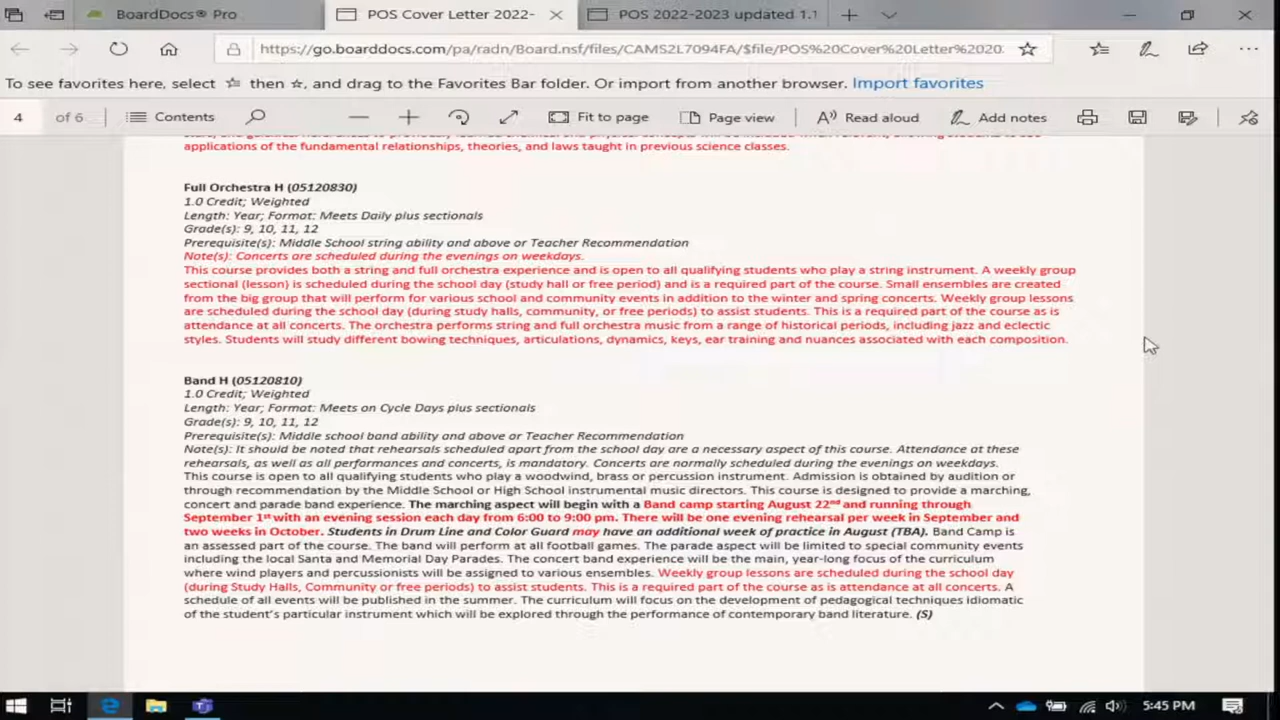 BoardDocs® Pro
POS Cover Letter 2022-
POS 2022-2023 updated 1.1
https://go.boarddocs.com/pa/radn/Board.nsf/files/CAMS2L7094FA/$file/POS%20Cover%20Letter%2020
To see favorites here, select then ☆, and drag to the Favorites Bar folder. Or import from another browser. Import favorites
4 of 6 Contents Fit to page Page view Read aloud Add notes
applications of the fundamental relationships, theories, and laws taught in previous science classes.
Full Orchestra H (05120830)
1.0 Credit; Weighted
Length: Year; Format: Meets Daily plus sectionals
Grade(s): 9, 10, 11, 12
Prerequisite(s): Middle School string ability and above or Teacher Recommendation
Note(s): Concerts are scheduled during the evenings on weekdays.
This course provides both a string and full orchestra experience and is open to all qualifying students who play a string instrument. A weekly group
sectional (lesson) is scheduled during the school day (study hall or free period) and is a required part of the course. Small ensembles are created
from the big group that will perform for various school and community events in addition to the winter and spring concerts. Weekly group lessons
are scheduled during the school day (during study halls, community, or free periods) to assist students. This is a required part of the course as is
attendance at all concerts. The orchestra performs string and full orchestra music from a range of historical periods, including jazz and eclectic
styles. Students will study different bowing techniques, articulations, dynamics, keys, ear training and nuances associated with each composition.
Band H (05120810)
1.0 Credit; Weighted
Length: Year; Format: Meets on Cycle Days plus sectionals
Grade(s): 9, 10, 11, 12
Prerequisite(s): Middle school band ability and above or Teacher Recommendation
Note(s): It should be noted that rehearsals scheduled apart from the school day are a necessary aspect of this course. Attendance at these
rehearsals, as well as all performances and concerts, is mandatory. Concerts are normally scheduled during the evenings on weekdays.
This course is open to all qualifying students who play a woodwind, brass or percussion instrument. Admission is obtained by audition or
through recommendation by the Middle School or High School instrumental music directors. This course is designed to provide a marching,
concert and parade band experience. The marching aspect will begin with a Band camp starting August 22nd and running through
September 1st with an evening session each day from 6:00 to 9:00 pm. There will be one evening rehearsal per week in September and
two weeks in October. Students in Drum Line and Color Guard may have an additional week of practice in August (TBA). Band Camp is
an assessed part of the course. The band will perform at all football games. The parade aspect will be limited to special community events
including the local Santa and Memorial Day Parades. The concert band experience will be the main, year-long focus of the curriculum
where wind players and percussionists will be assigned to various ensembles. Weekly group lessons are scheduled during the school day
(during Study Halls, Community or free periods) to assist students. This is a required part of the course as is attendance at all concerts. A
schedule of all events will be published in the summer. The curriculum will focus on the development of pedagogical techniques idiomatic
of the student's particular instrument which will be explored through the performance of contemporary band literature. (S)
5:45 PM